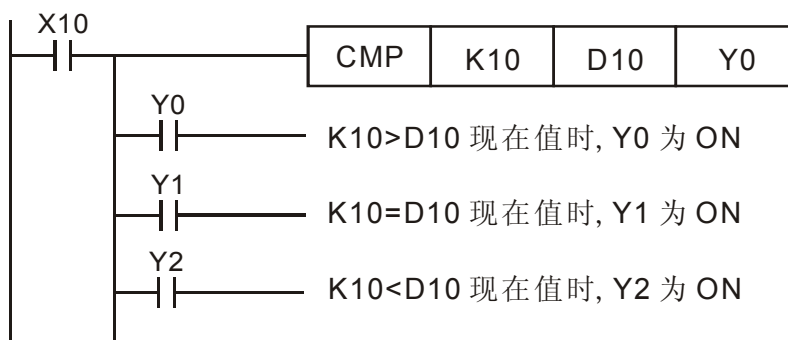 X10
CMP K10 D10 Y0
Y0
K10>D10 现在值时, Y0 为 ON
Y1
K10=D10 现在值时, Y1 为 ON
Y2
K10<D10 现在值时, Y2 为 ON